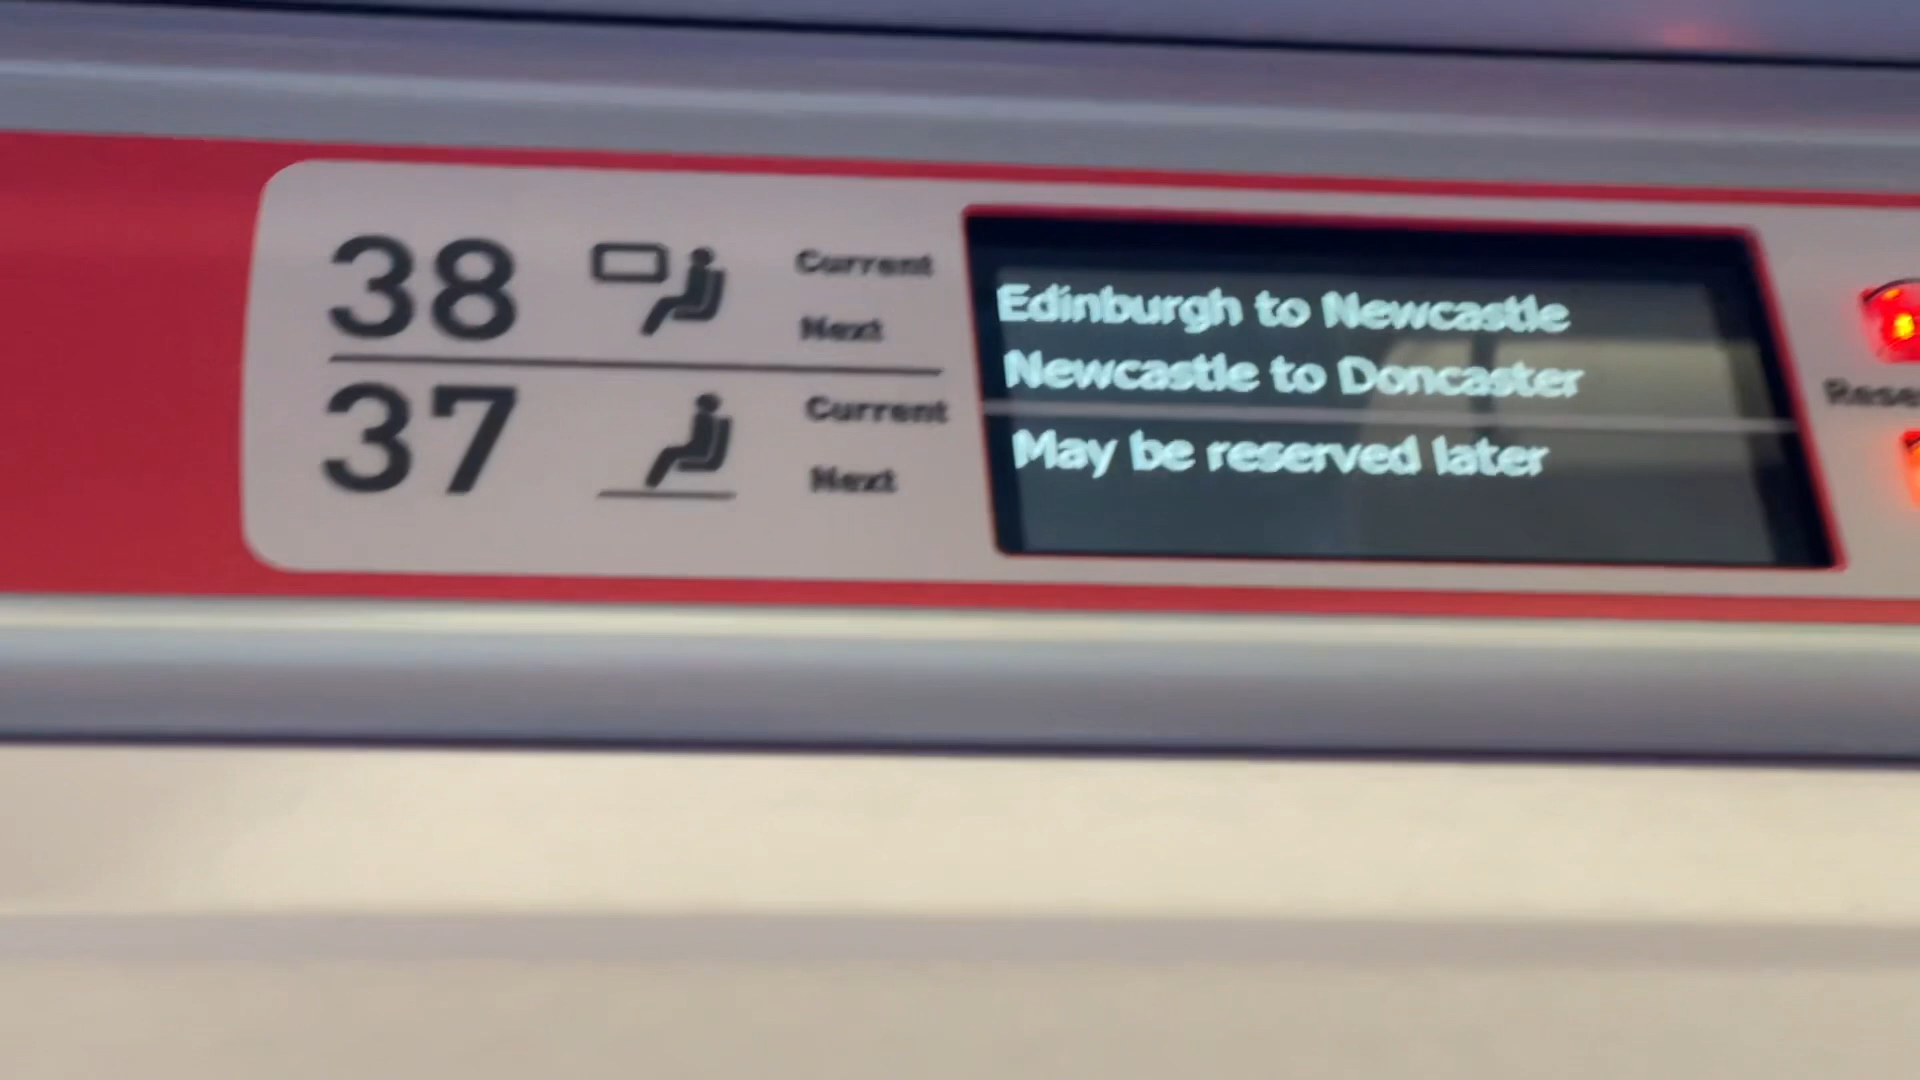 38 Current Edinburgh to Newcastle
Next Newcastle to Doncaster
37 Current May be reserved later
Next